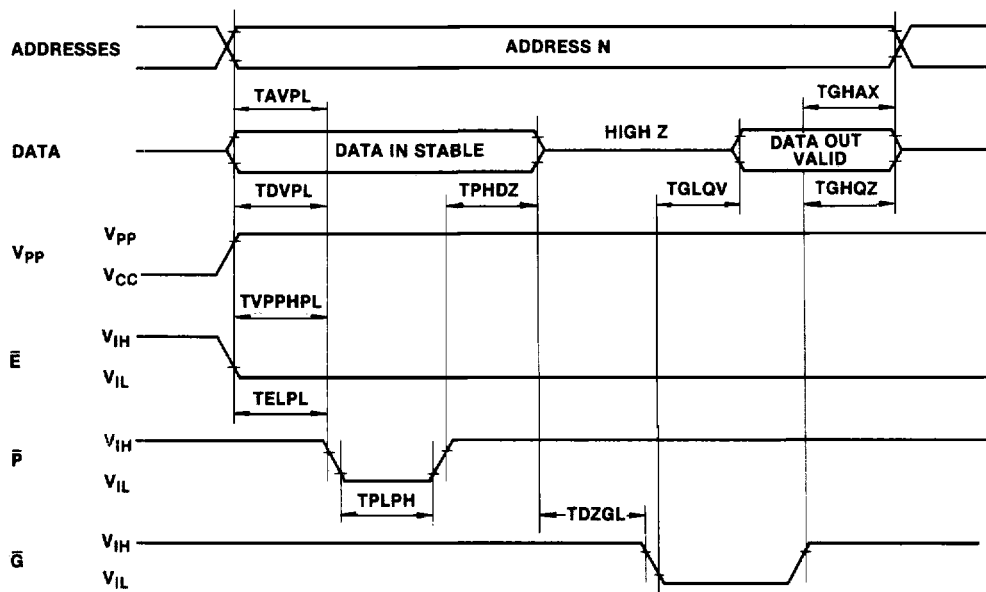 ADDRESSES
ADDRESS N
TAVPL
TGHAX
DATA
DATA IN STABLE
HIGH Z
DATA OUT
VALID
TDVPL
TPHDZ
TGLQV
TGHQZ
VPP
VPP
VCC
TVPPHPL
E̅
VIH
VIL
TELPL
P̅
VIH
VIL
TPLPH
TDZGL
G̅
VIH
VIL